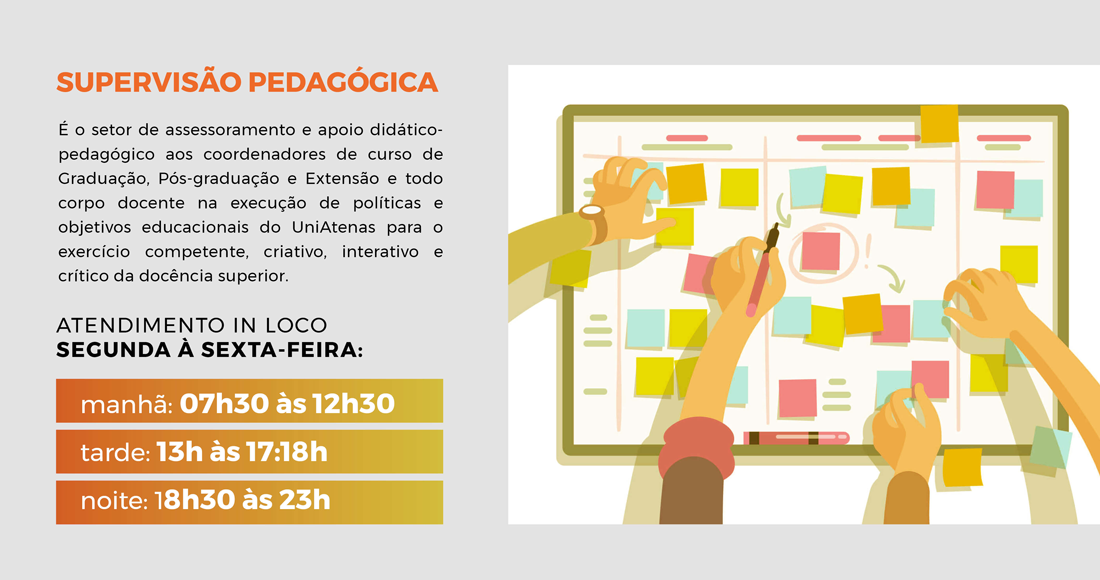 SUPERVISÃO PEDAGÓGICA
É o setor de assessoramento e apoio didático-
pedagógico aos coordenadores de curso de
Graduação, Pós-graduação e Extensão e todo
corpo docente na execução de políticas e
objetivos educacionais do UniAtenas para o
exercício competente, criativo, interativo e
crítico da docência superior.
ATENDIMENTO IN LOCO
SEGUNDA À SEXTA-FEIRA:
manhã: 07h30 às 12h30
tarde: 13h às 17:18h
noite: 18h30 às 23h